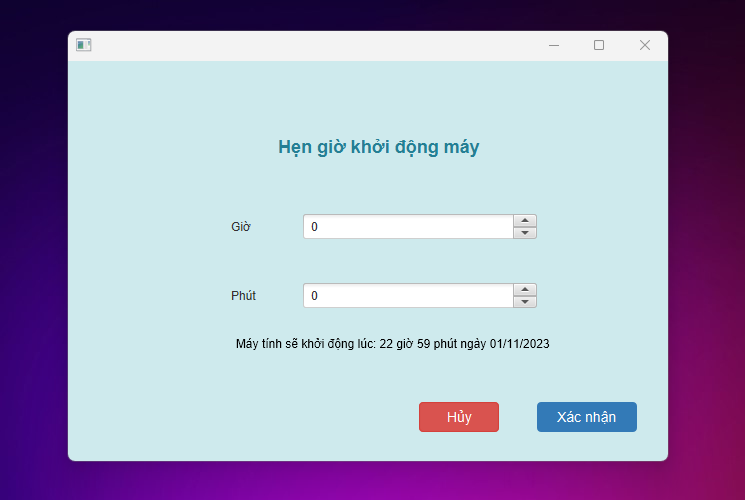 Hẹn giờ khởi động máy
Giờ
0
Phút
0
Máy tính sẽ khởi động lúc: 22 giờ 59 phút ngày 01/11/2023
Hủy
Xác nhận